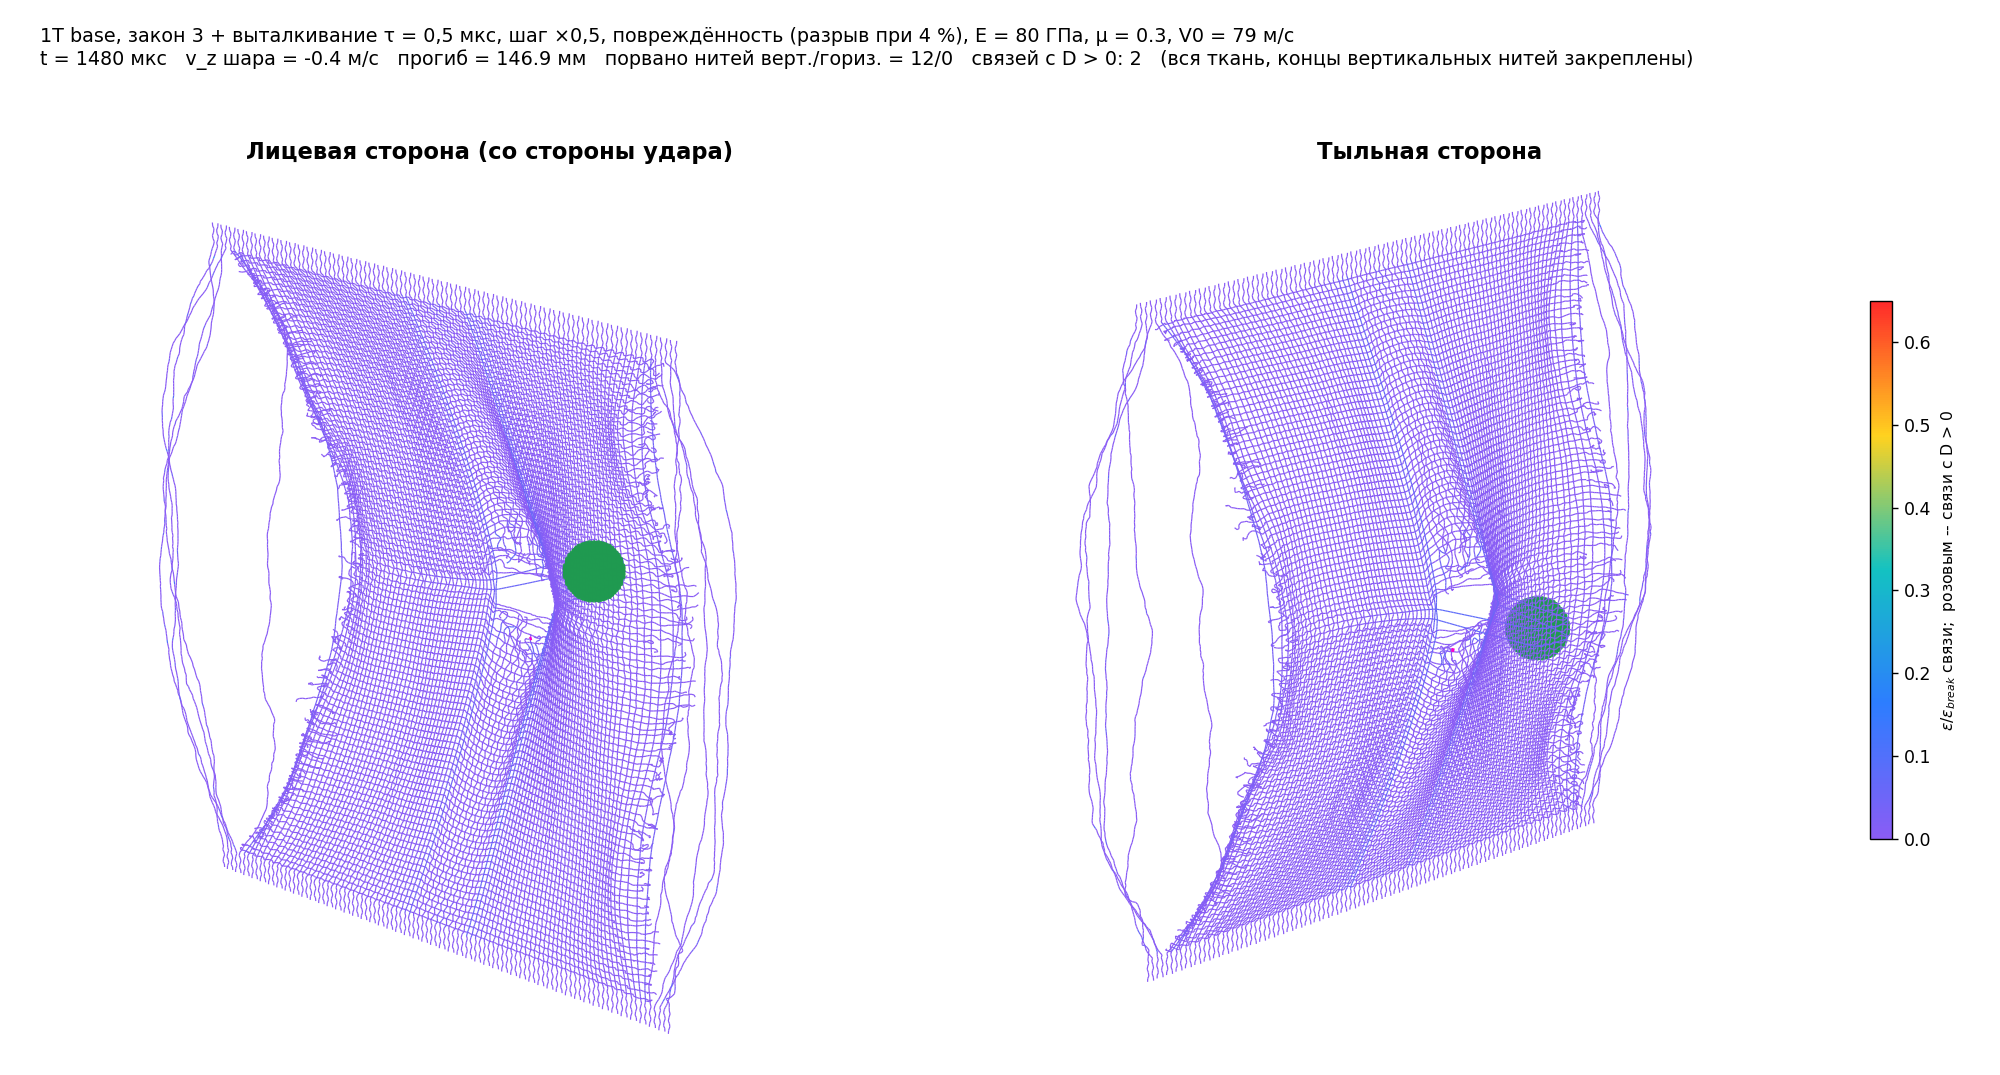 1T base, закон 3 + выталкивание τ = 0,5 мкс, шаг ×0,5, повреждённость (разрыв при 4 %), E = 80 ГПа, μ = 0.3, V0 = 79 м/с
t = 1480 мкс   v_z шара = -0.4 м/с   прогиб = 146.9 мм   порвано нитей верт./гориз. = 12/0   связей с D > 0: 2   (вся ткань, концы вертикальных нитей закреплены)
Лицевая сторона (со стороны удара)
Тыльная сторона
0.6
0.5
0.4
0.3
0.2
0.1
0.0
ε/ε_break связи;  розовым -- связи с D > 0